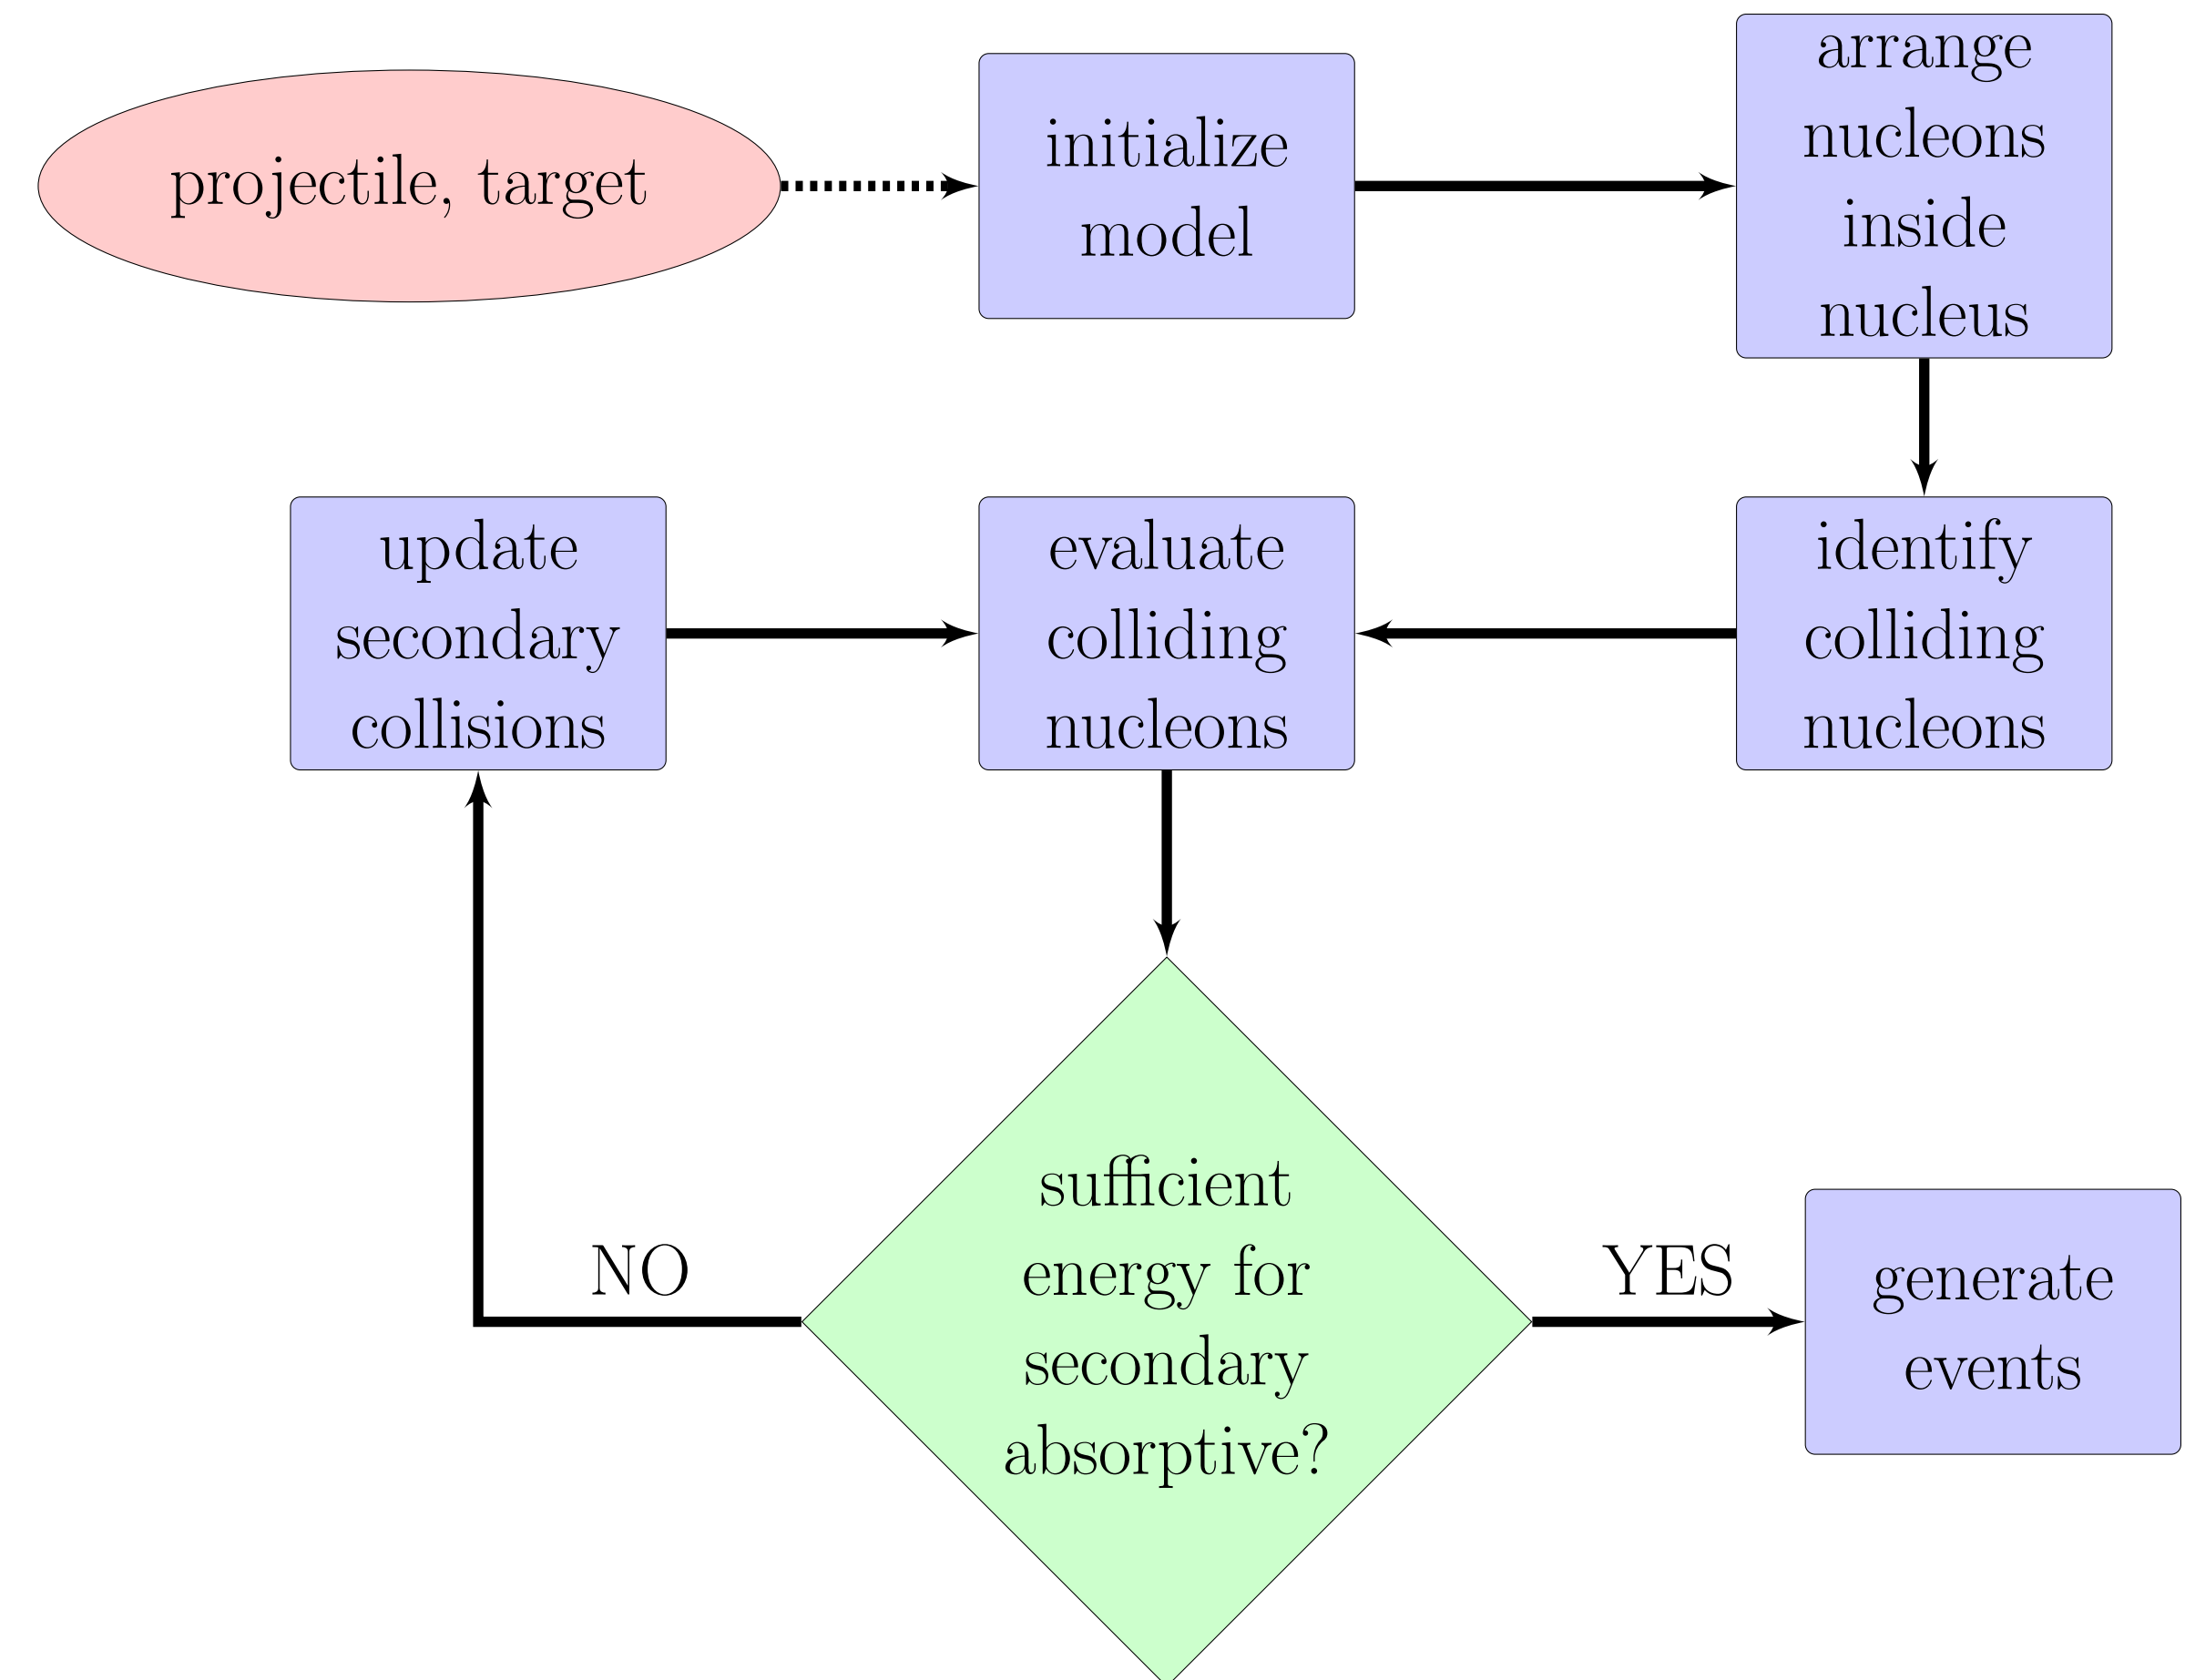 projectile, target
initialize
model
arrange
nucleons
inside
nucleus
update
secondary
collisions
evaluate
colliding
nucleons
identify
colliding
nucleons
sufficient
energy for
secondary
absorptive?
NO
YES
generate
events